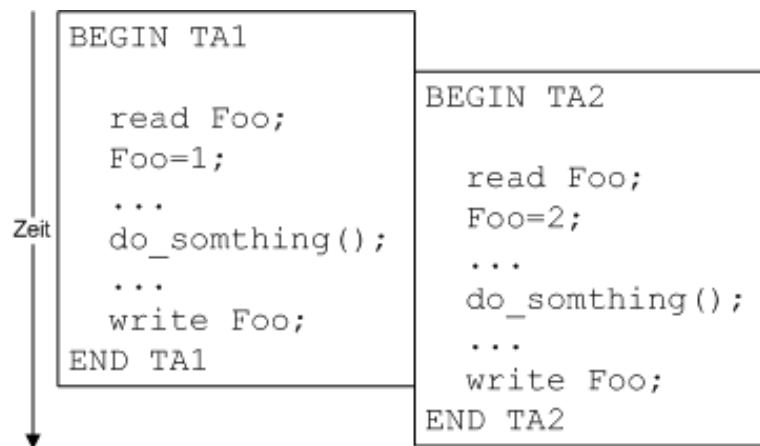 Zeit
BEGIN TA1
read Foo;
Foo=1;
...
do_somthing();
...
write Foo;
END TA1
BEGIN TA2
read Foo;
Foo=2;
...
do_somthing();
...
write Foo;
END TA2